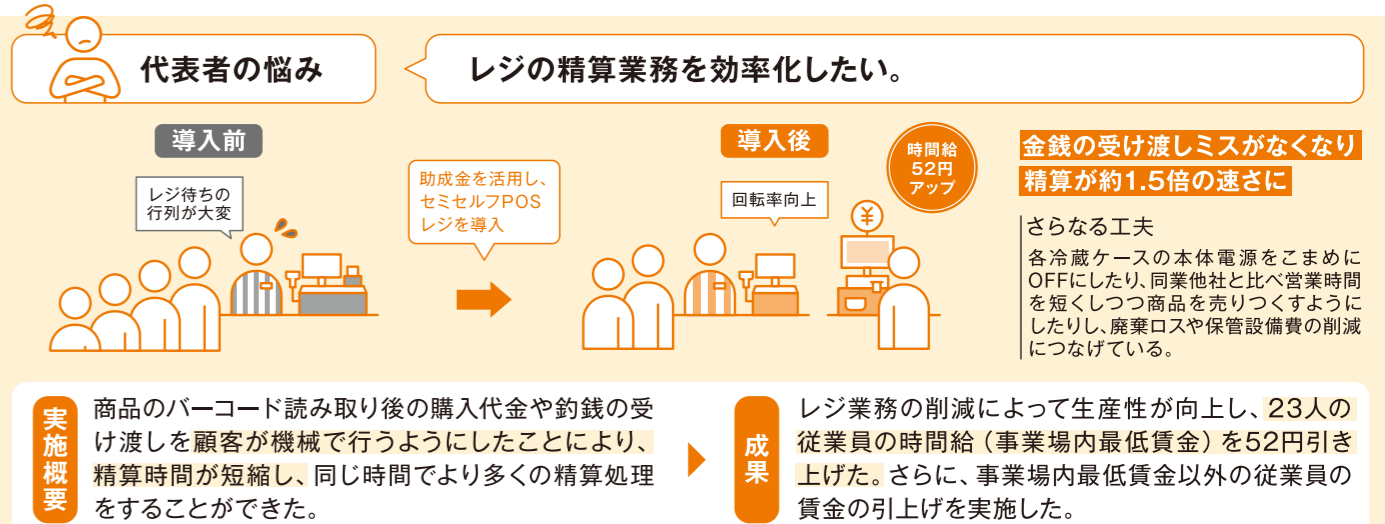 代表者の悩み
レジの精算業務を効率化したい。
導入前
レジ待ちの
行列が大変
助成金を活用し、
セミセルフPOS
レジを導入
導入後
回転率向上
時間給
52円
アップ
¥
金銭の受け渡しミスがなくなり
精算が約1.5倍の速さに
さらなる工夫
各冷蔵ケースの本体電源をこまめに
OFFにしたり、同業他社と比べ営業時間
を短くしつつ商品を売りつくすように
したりし、廃棄ロスや保管設備費の削減
につなげている。
実施概要
商品のバーコード読み取り後の購入代金や釣銭の受
け渡しを顧客が機械で行うようにしたことにより、
精算時間が短縮し、同じ時間でより多くの精算処理
をすることができた。
成果
レジ業務の削減によって生産性が向上し、23人の
従業員の時間給（事業場内最低賃金）を52円引き
上げた。さらに、事業場内最低賃金以外の従業員の
賃金の引上げを実施した。